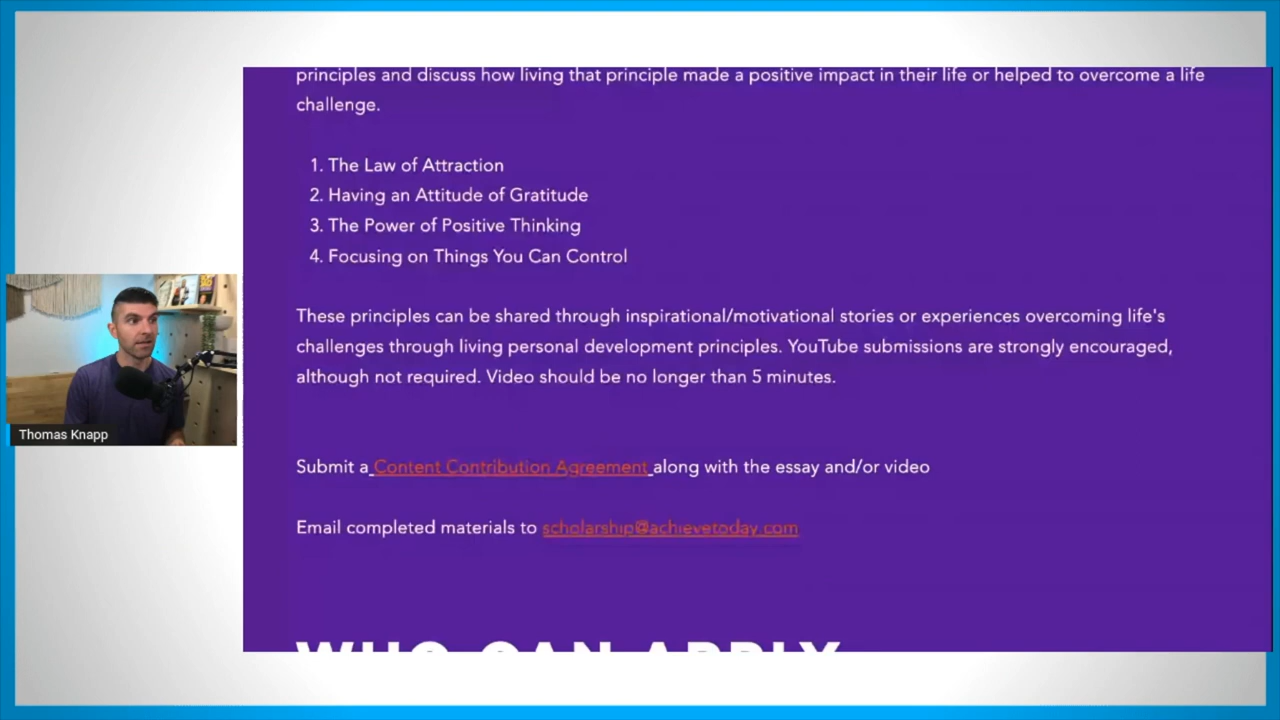 principles and discuss how living that principle made a positive impact in their life or helped to overcome a life
challenge.
1. The Law of Attraction
2. Having an Attitude of Gratitude
3. The Power of Positive Thinking
4. Focusing on Things You Can Control
These principles can be shared through inspirational/motivational stories or experiences overcoming life's
challenges through living personal development principles. YouTube submissions are strongly encouraged,
although not required. Video should be no longer than 5 minutes.
Thomas Knapp
Submit a Content Contribution Agreement along with the essay and/or video
Email completed materials to scholarship@achievetoday.com
WHO CAN APPLY